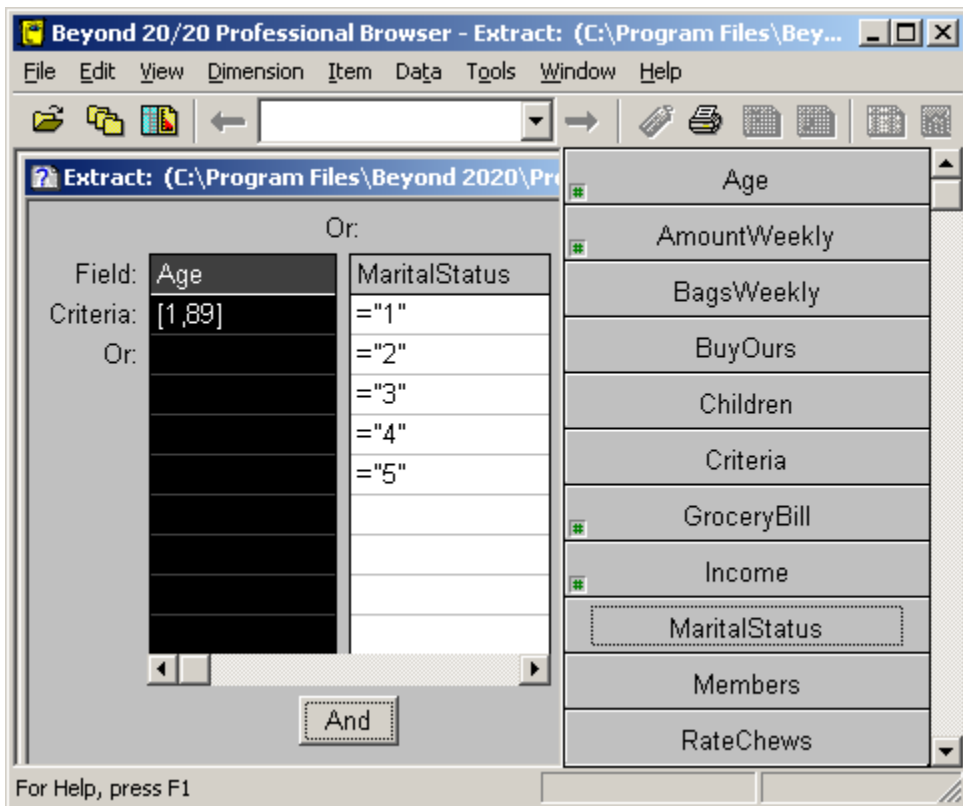 Beyond 20/20 Professional Browser - Extract: (C:\Program Files\Bey...
File Edit View Dimension Item Data Tools Window Help
Extract: (C:\Program Files\Beyond 2020\Pr
Or:
Field: Age MaritalStatus
Criteria: [1,89] ="1"
Or: ="2"
="3"
="4"
="5"
And
Age
AmountWeekly
BagsWeekly
BuyOurs
Children
Criteria
GroceryBill
Income
MaritalStatus
Members
RateChews
For Help, press F1